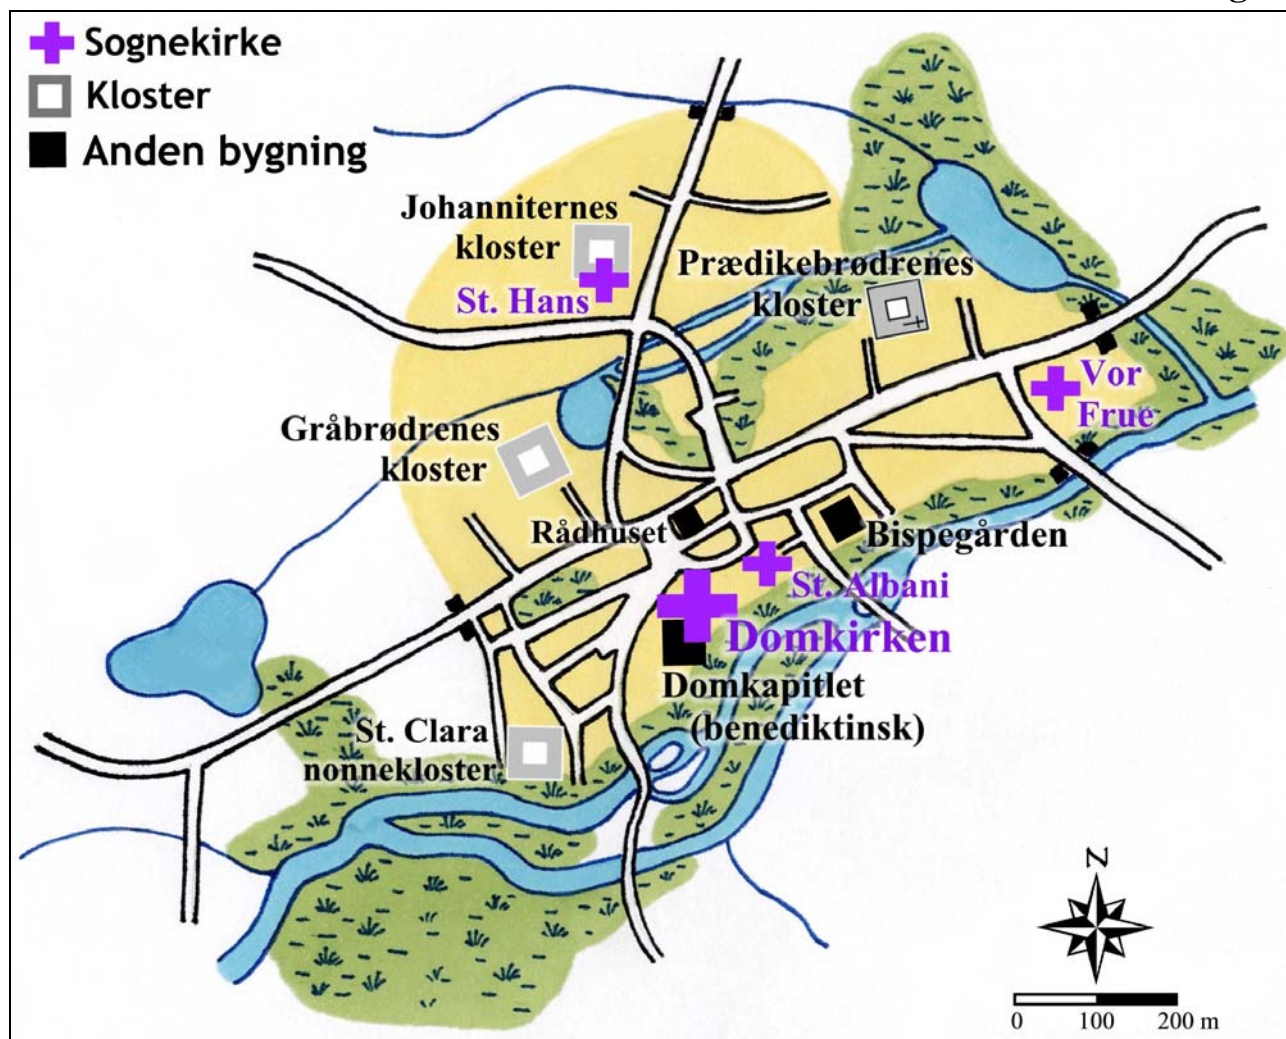 Sognekirke
Kloster
Anden bygning
Johanniternes
kloster
St. Hans
Prædikebrødrenes
kloster
Vor
Frue
Gråbrødrenes
kloster
Rådhuset
Bispegården
St. Albani
Domkirken
Domkapitlet
(benediktinsk)
St. Clara
nonnekloster
N
0 100 200 m